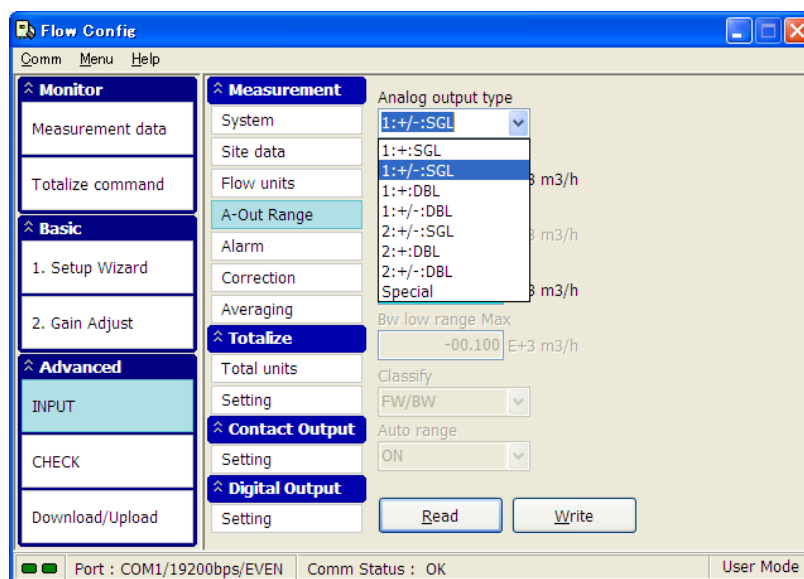 Flow Config
Comm Menu Help
Monitor
Measurement data
Totalize command
Basic
1. Setup Wizard
2. Gain Adjust
Advanced
INPUT
CHECK
Download/Upload
Measurement
System
Site data
Flow units
A-Out Range
Alarm
Correction
Averaging
Totalize
Total units
Setting
Contact Output
Setting
Digital Output
Setting
Analog output type
1:+/-:SGL
1:+:SGL
1:+/-:SGL
1:+:DBL
1:+/-:DBL
2:+/-:SGL
2:+:DBL
2:+/-:DBL
Special
3 m3/h
3 m3/h
3 m3/h
Bw low range Max
-00.100 E+3 m3/h
Classify
FW/BW
Auto range
ON
Read Write
Port : COM1/19200bps/EVEN Comm Status : OK User Mode